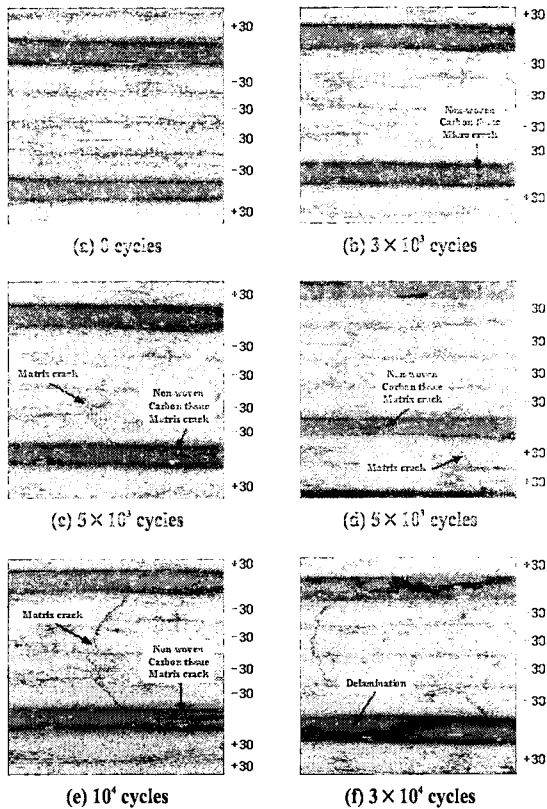 +30
-30
-30
30
-30
+30
(a) 0 cycles
+30
30
30
Non-woven
Carbon tissue
Micro crack
- 30
30
+30
(b) 3 × 10³ cycles
+30
-30
Matrix crack
-30
Non-woven
Carbon tissue
Matrix crack
-30
30
+30
(c) 5 × 10³ cycles
+30
30
30
Non-woven
Carbon tissue
Matrix crack
30
30
Matrix crack
+30
+30
(d) 5 × 10³ cycles
+30
Matrix crack
-30
-30
Non-woven
Carbon tissue
Matrix crack
-30
-30
+30
+30
(e) 10⁴ cycles
+30
-30
-30
-30
Delamination
-30
+30
(f) 3 × 10⁴ cycles